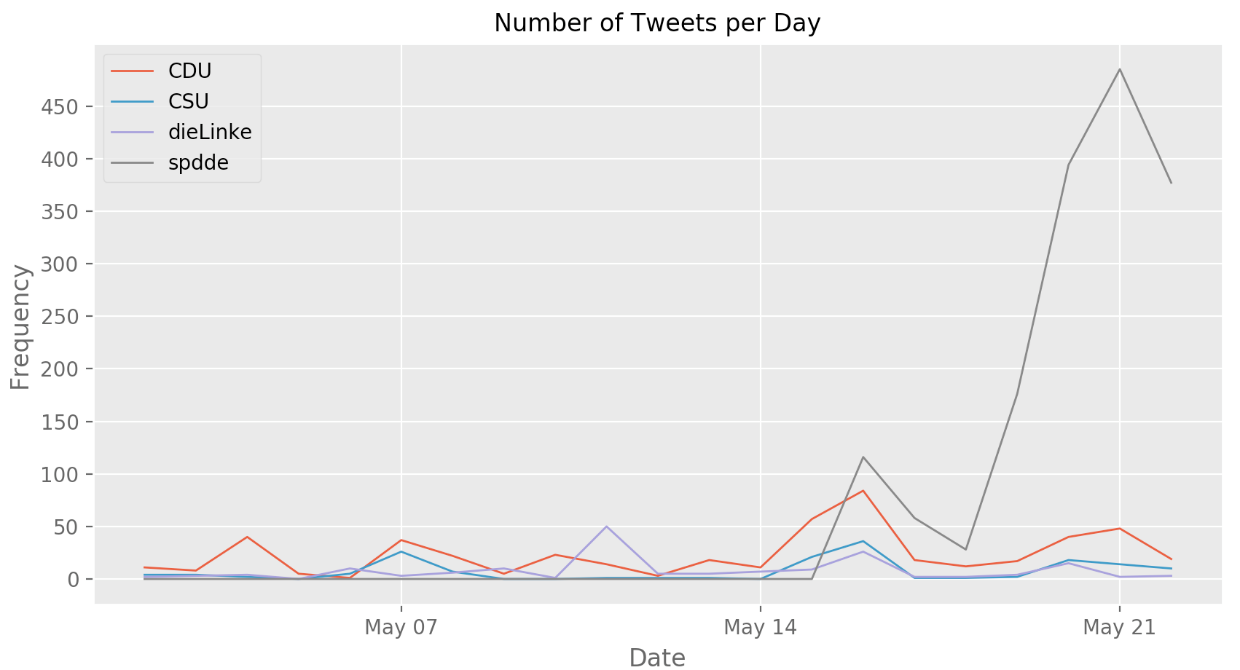 Number of Tweets per Day
CDU
CSU
dieLinke
spdde
450
400
350
300
250
200
150
100
50
0
Frequency
May 07
May 14
May 21
Date